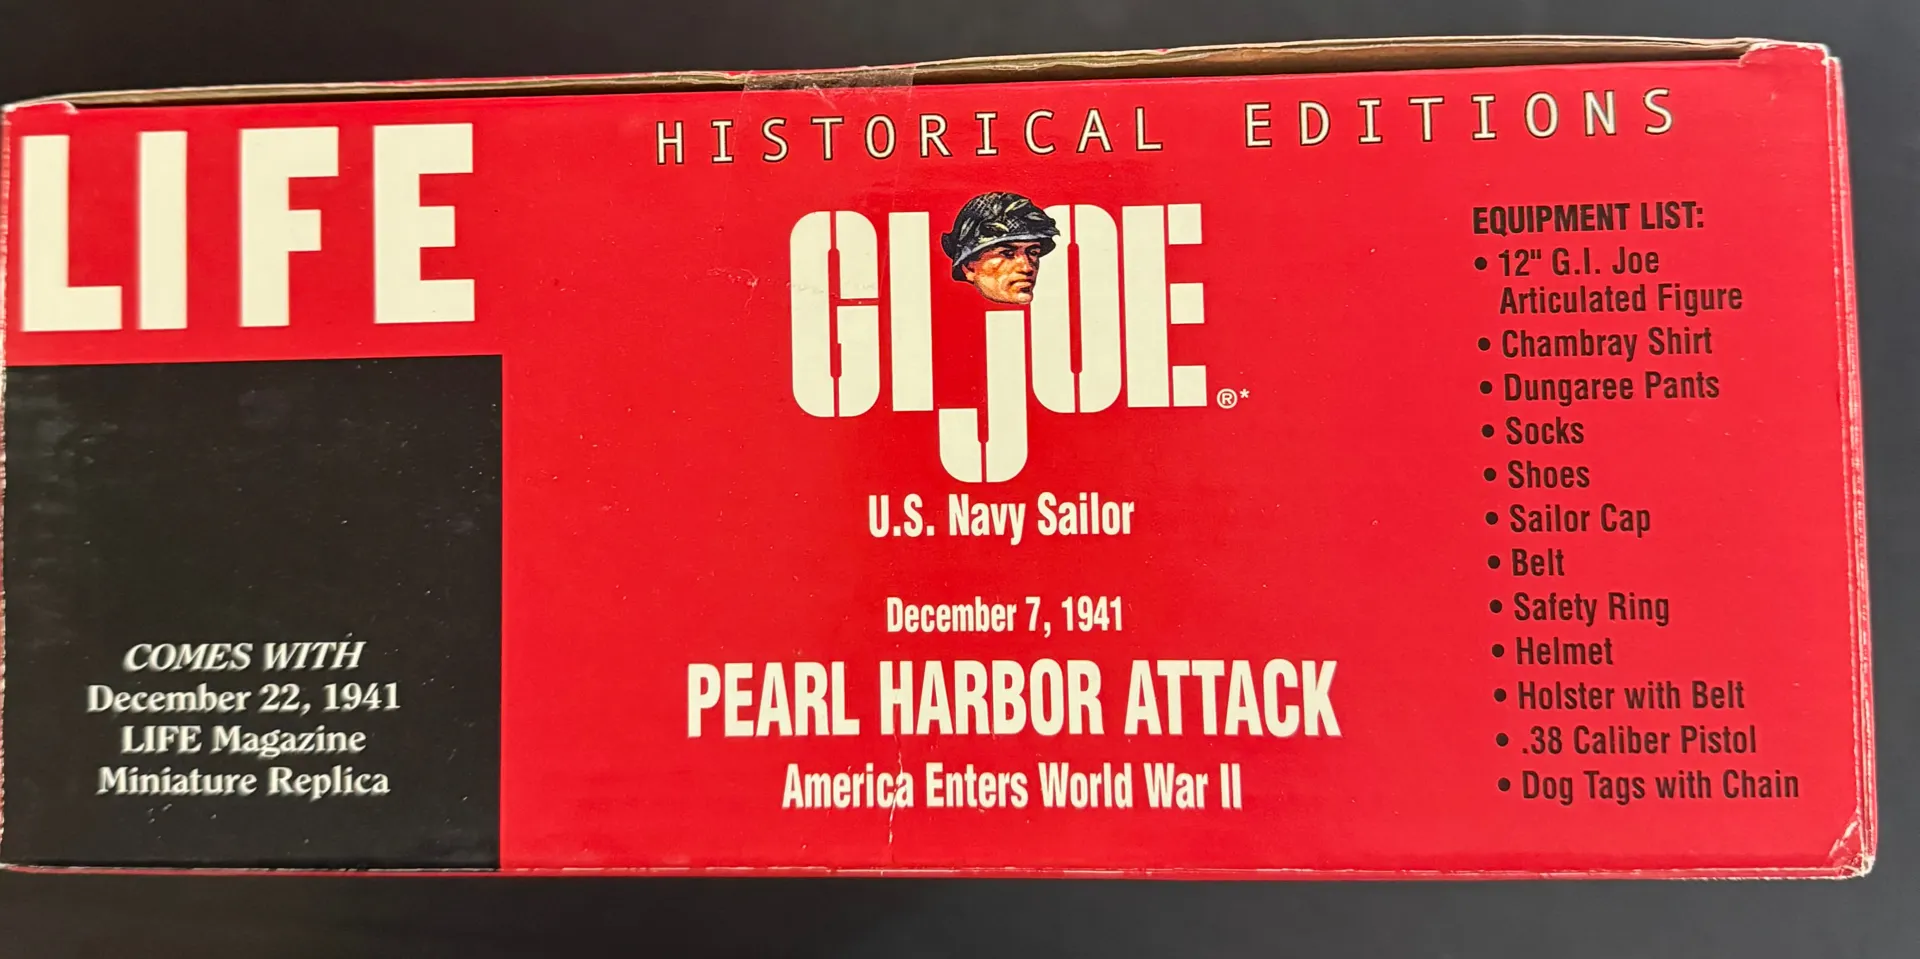 LIFE
HISTORICAL EDITIONS
GI JOE ®*
U.S. Navy Sailor
December 7, 1941
PEARL HARBOR ATTACK
America Enters World War II
COMES WITH
December 22, 1941
LIFE Magazine
Miniature Replica
EQUIPMENT LIST:
• 12" G.I. Joe
Articulated Figure
• Chambray Shirt
• Dungaree Pants
• Socks
• Shoes
• Sailor Cap
• Belt
• Safety Ring
• Helmet
• Holster with Belt
• .38 Caliber Pistol
• Dog Tags with Chain